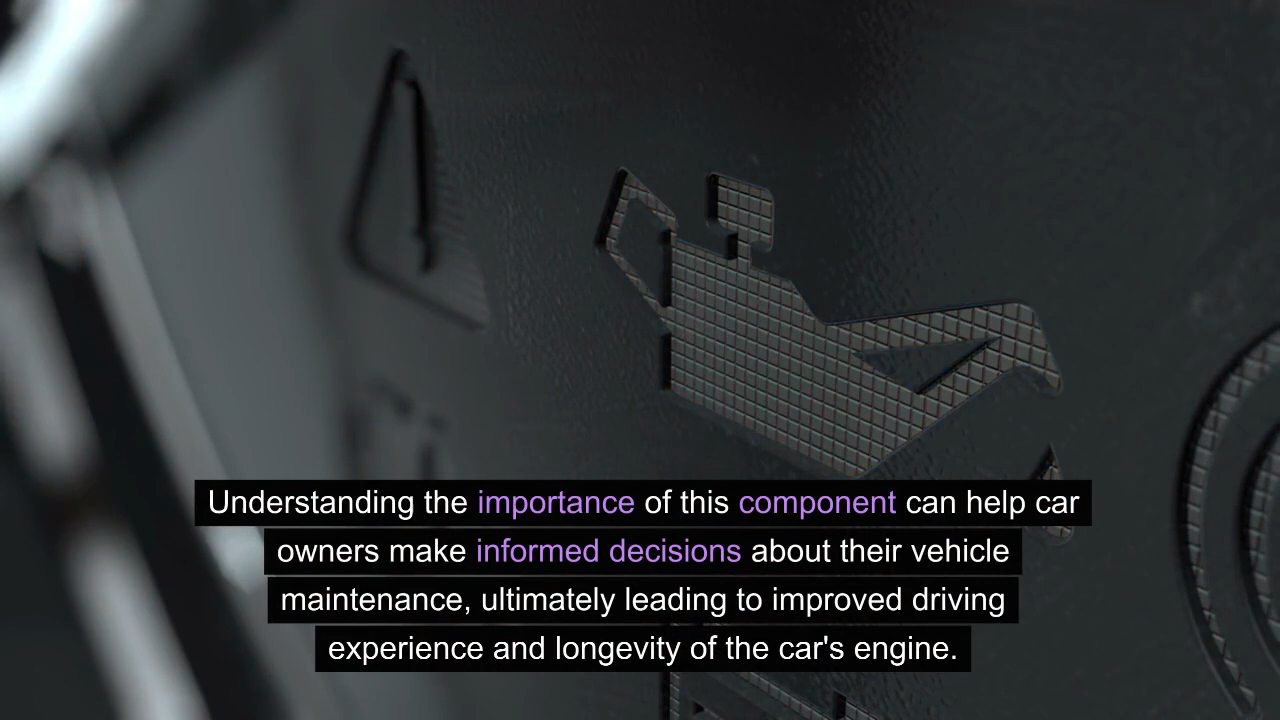 Understanding the importance of this component can help car
owners make informed decisions about their vehicle
maintenance, ultimately leading to improved driving
experience and longevity of the car's engine.